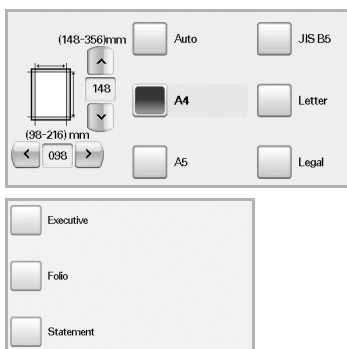 (148-356)mm
Auto
JIS B5
148
A4
Letter
(98-216) mm
098
A5
Legal
Executive
Folio
Statement